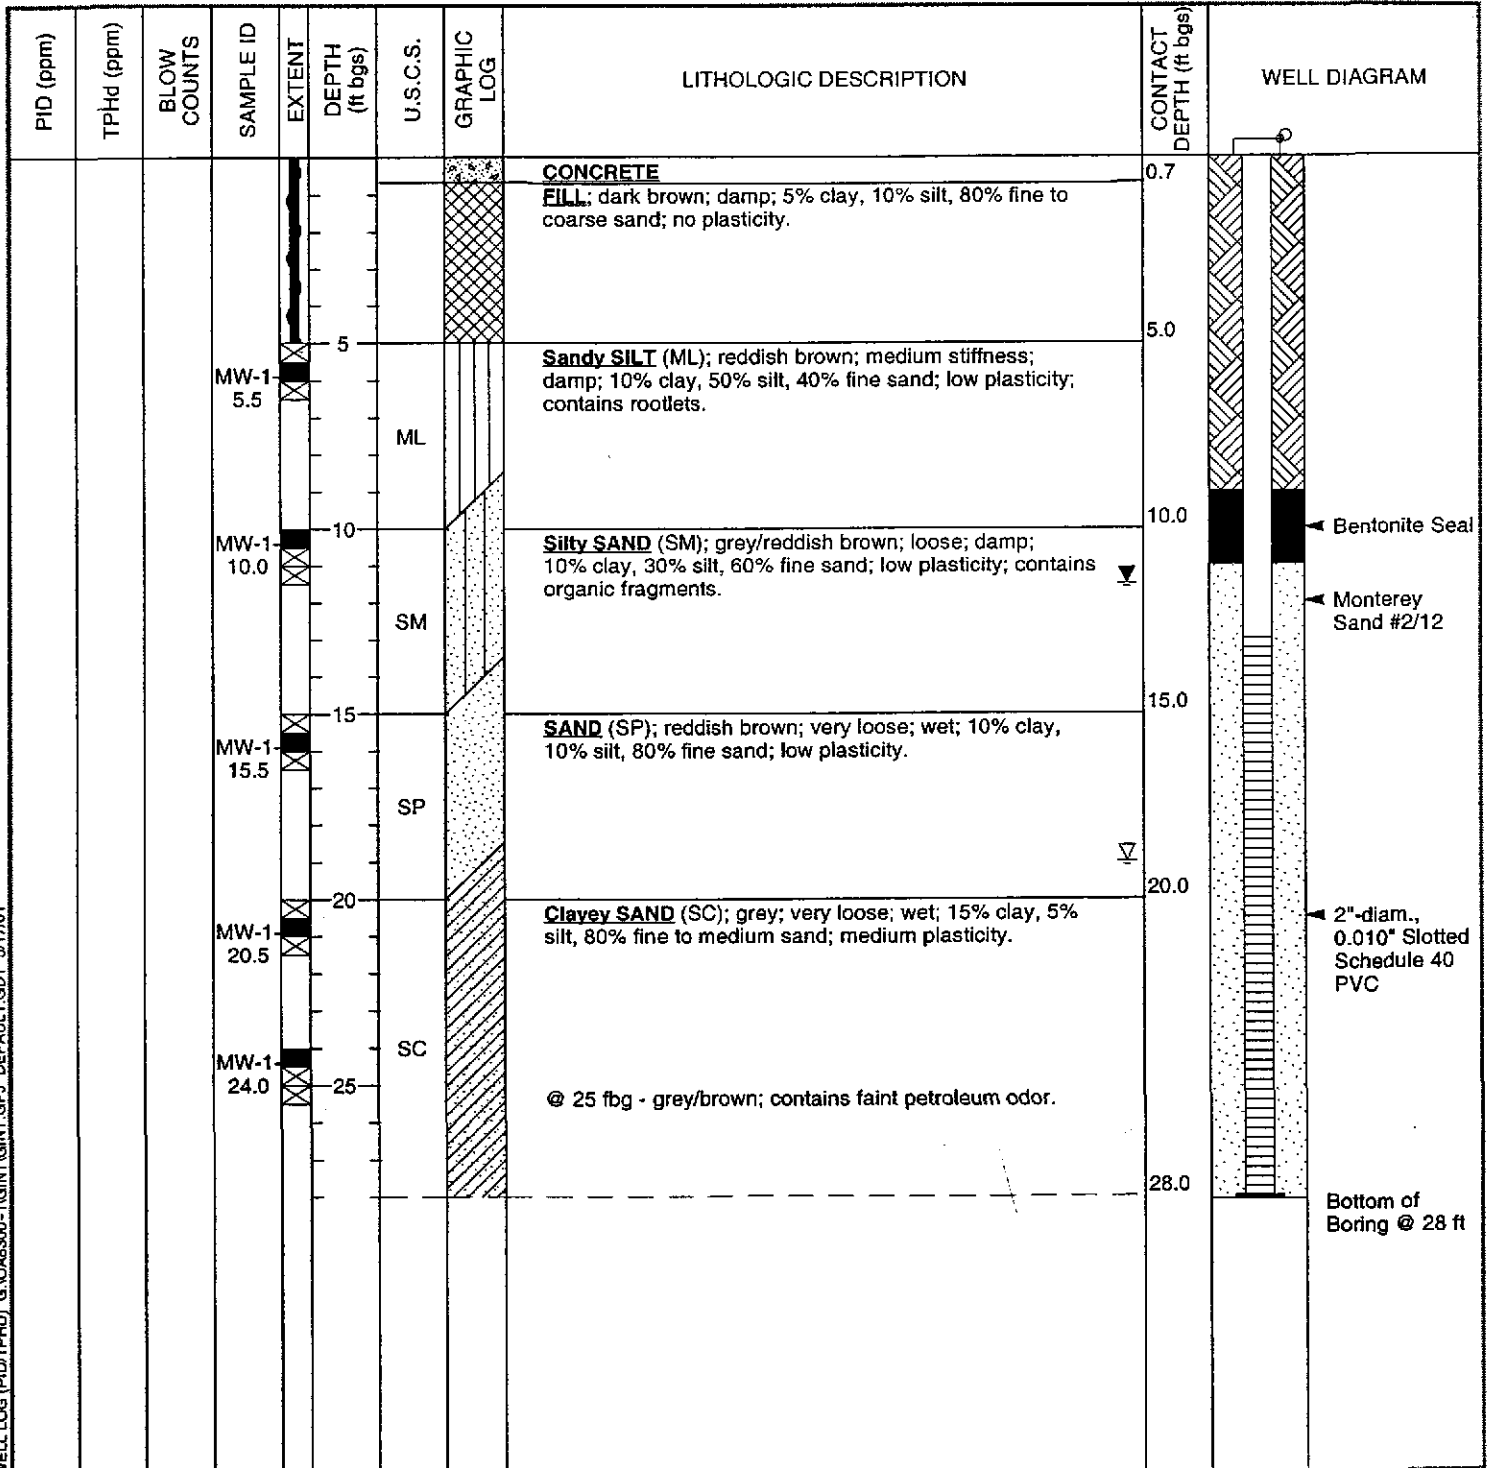 PID (ppm)
TPHd (ppm)
BLOW
COUNTS
SAMPLE ID
EXTENT
DEPTH
(ft bgs)
U.S.C.S.
GRAPHIC
LOG
LITHOLOGIC DESCRIPTION
CONTACT
DEPTH (ft bgs)
WELL DIAGRAM
CONCRETE
0.7
FILL; dark brown; damp; 5% clay, 10% silt, 80% fine to
coarse sand; no plasticity.
5
5.0
Sandy SILT (ML); reddish brown; medium stiffness;
damp; 10% clay, 50% silt, 40% fine sand; low plasticity;
contains rootlets.
MW-1
5.5
ML
10
10.0
Bentonite Seal
Silty SAND (SM); grey/reddish brown; loose; damp;
10% clay, 30% silt, 60% fine sand; low plasticity; contains
organic fragments.
MW-1
10.0
SM
Monterey
Sand #2/12
15
15.0
SAND (SP); reddish brown; very loose; wet; 10% clay,
10% silt, 80% fine sand; low plasticity.
MW-1
15.5
SP
20
20.0
Clayey SAND (SC); grey; very loose; wet; 15% clay, 5%
silt, 80% fine to medium sand; medium plasticity.
MW-1
20.5
2"-diam.,
0.010" Slotted
Schedule 40
PVC
SC
MW-1
24.0
25
@ 25 fbg - grey/brown; contains faint petroleum odor.
28.0
Bottom of
Boring @ 28 ft
WELL LOG (PID/TPHD)
DEFAULT.GDT